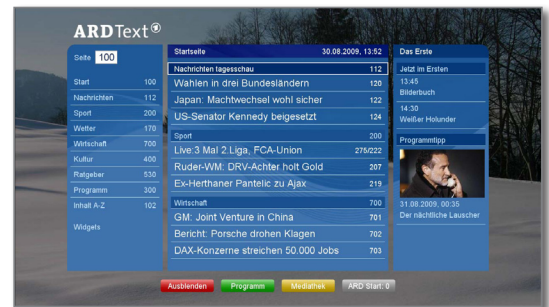 ARD Text
Seite 100
Start 100
Nachrichten 112
Sport 200
Wetter 170
Wirtschaft 700
Kultur 400
Ratgeber 530
Programm 300
Inhalt A-Z 102
Widgets
Startseite 30.08.2009, 13:52
Nachrichten tagesschau 112
Wahlen in drei Bundesländern 120
Japan: Machtwechsel wohl sicher 122
US-Senator Kennedy beigesetzt 124
Sport 200
Live:3 Mal 2.Liga, FCA-Union 275/222
Ruder-WM: DRV-Achter holt Gold 207
Ex-Herthaner Pantelic zu Ajax 219
Wirtschaft 700
GM: Joint Venture in China 701
Bericht: Porsche drohen Klagen 702
DAX-Konzerne streichen 50.000 Jobs 703
Das Erste
Jetzt im Ersten
13:45
Bilderbuch
14:30
Weißer Holunder
Programmtipp
31.08.2009, 00:35
Der nächtliche Lauscher
Ausblenden Programm Mediathek ARD Start: 0